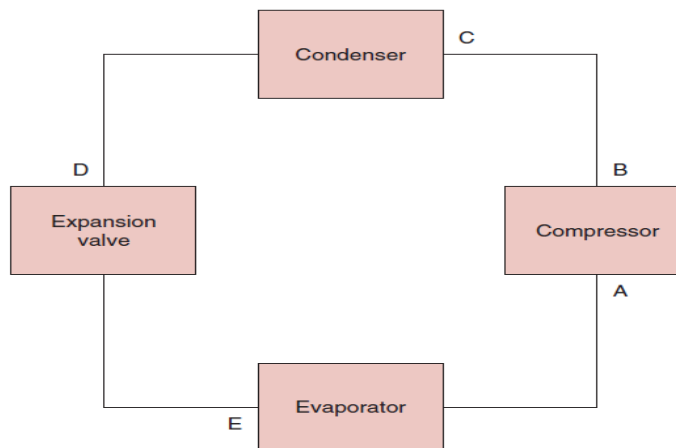 Condenser
C
D
B
Expansion
valve
Compressor
A
E
Evaporator